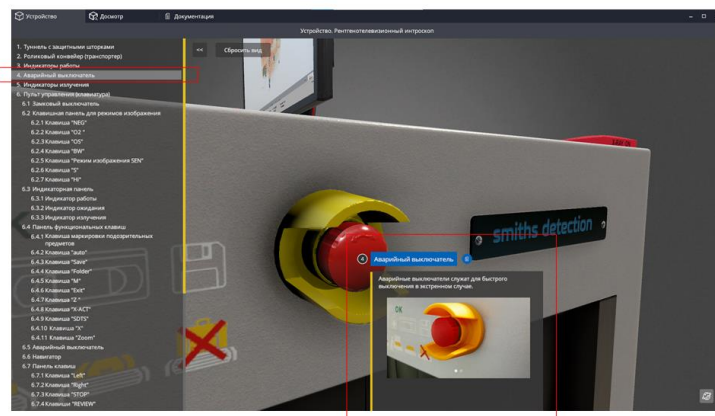 Устройство
Досмотр
Документация
Устройство. Рентгенотелевизионный интроскоп
<<
Сбросить вид
1. Туннель с защитными шторками
2. Роликовый конвейер (транспортер)
3. Индикаторы работы
4. Аварийный выключатель
5. Индикаторы излучения
6. Пульт управления (клавиатура)
6.1 Замковый выключатель
6.2 Клавишная панель для режимов изображения
6.2.1 Клавиша "NEG"
6.2.2 Клавиша "O2 "
6.2.3 Клавиша "OS"
6.2.4 Клавиша "BW"
6.2.5 Клавиша "Режим изображения SEN"
6.2.6 Клавиша "S"
6.2.7 Клавиша "HI"
6.3 Индикаторная панель
6.3.1 Индикатор работы
6.3.2 Индикатор ожидания
6.3.3 Индикатор излучения
6.4 Панель функциональных клавиш
6.4.1 Клавиша маркировки подозрительных
предметов
6.4.2 Клавиша "auto"
6.4.3 Клавиша "Save"
6.4.4 Клавиша "Folder"
6.4.5 Клавиша "M"
6.4.6 Клавиша "Exit"
6.4.7 Клавиша "Z "
6.4.8 Клавиша "X-ACT"
6.4.9 Клавиша "SDTS"
6.4.10 Клавиша "X"
6.4.11 Клавиша "Zoom"
6.5 Аварийный выключатель
6.6 Навигатор
6.7 Панель клавиш
6.7.1 Клавиша "Left"
6.7.2 Клавиша "Right"
6.7.3 Клавиша "STOP"
6.7.4 Клавиши "REVIEW"
smiths detection
4 Аварийный выключатель
Аварийные выключатели служат для быстрого
выключения в экстренном случае.
OK